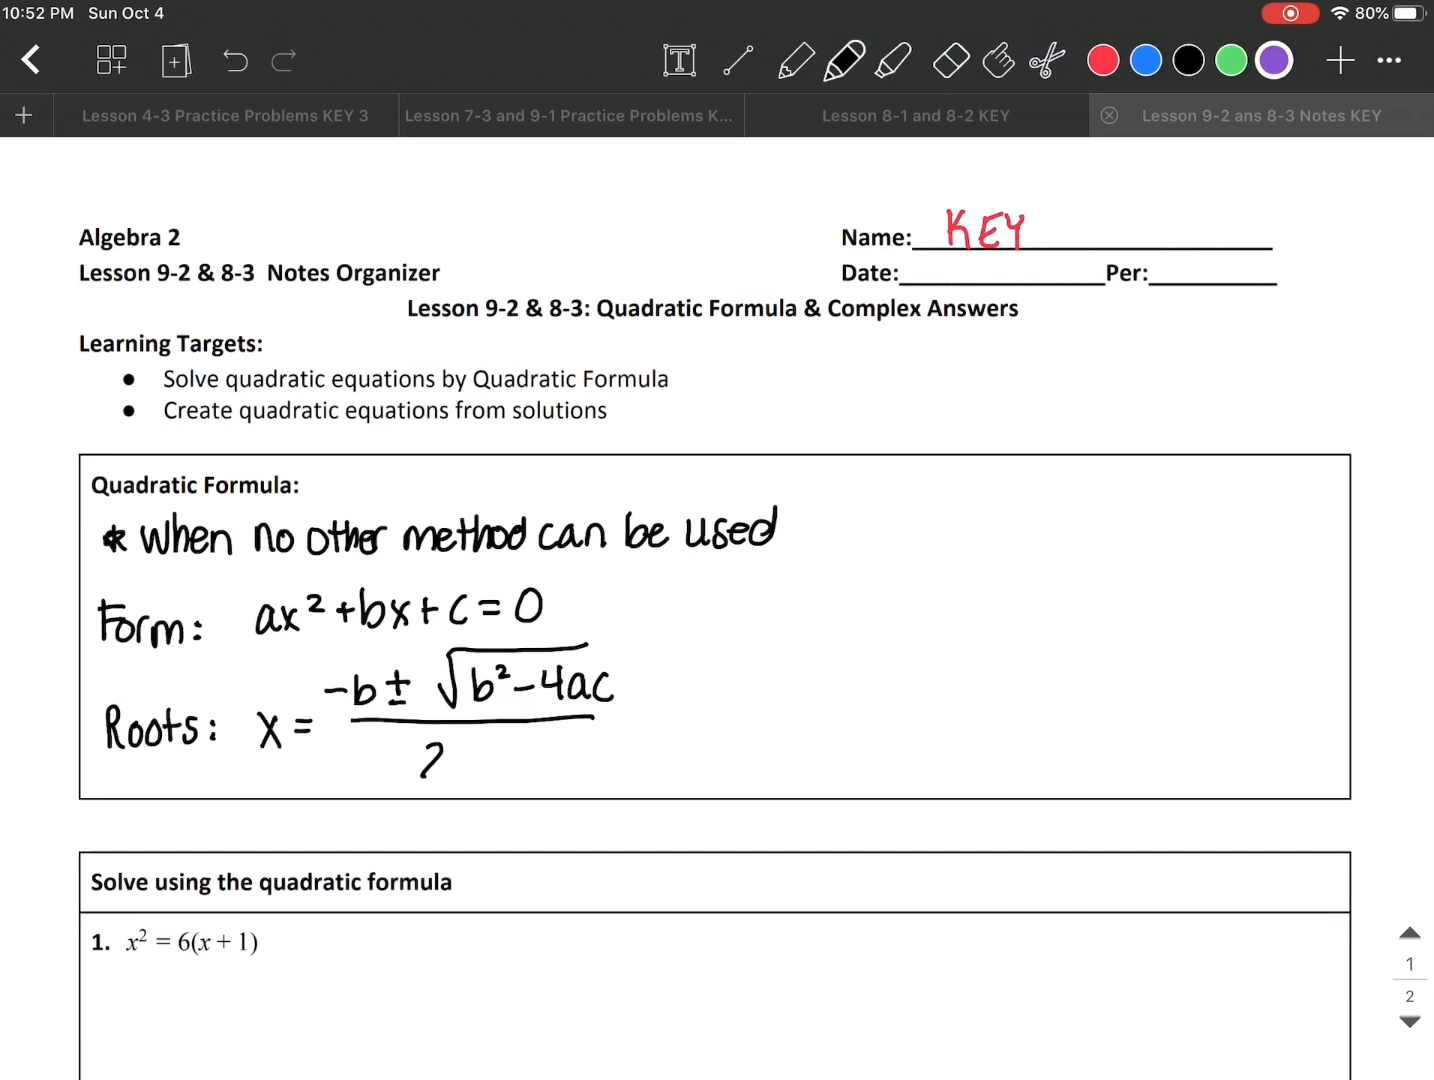 10:52 PM Sun Oct 4
80%
T
Lesson 4-3 Practice Problems KEY 3
Lesson 7-3 and 9-1 Practice Problems K...
Lesson 8-1 and 8-2 KEY
Lesson 9-2 ans 8-3 Notes KEY
Algebra 2
Name: KEY
Lesson 9-2 & 8-3 Notes Organizer
Date: Per:
Lesson 9-2 & 8-3: Quadratic Formula & Complex Answers
Learning Targets:
● Solve quadratic equations by Quadratic Formula
● Create quadratic equations from solutions
Quadratic Formula:
* when no other method can be used
Form: ax² + bx + c = 0
Roots: x = -b ± √b² - 4ac
2
Solve using the quadratic formula
1. x² = 6(x + 1)
1
2